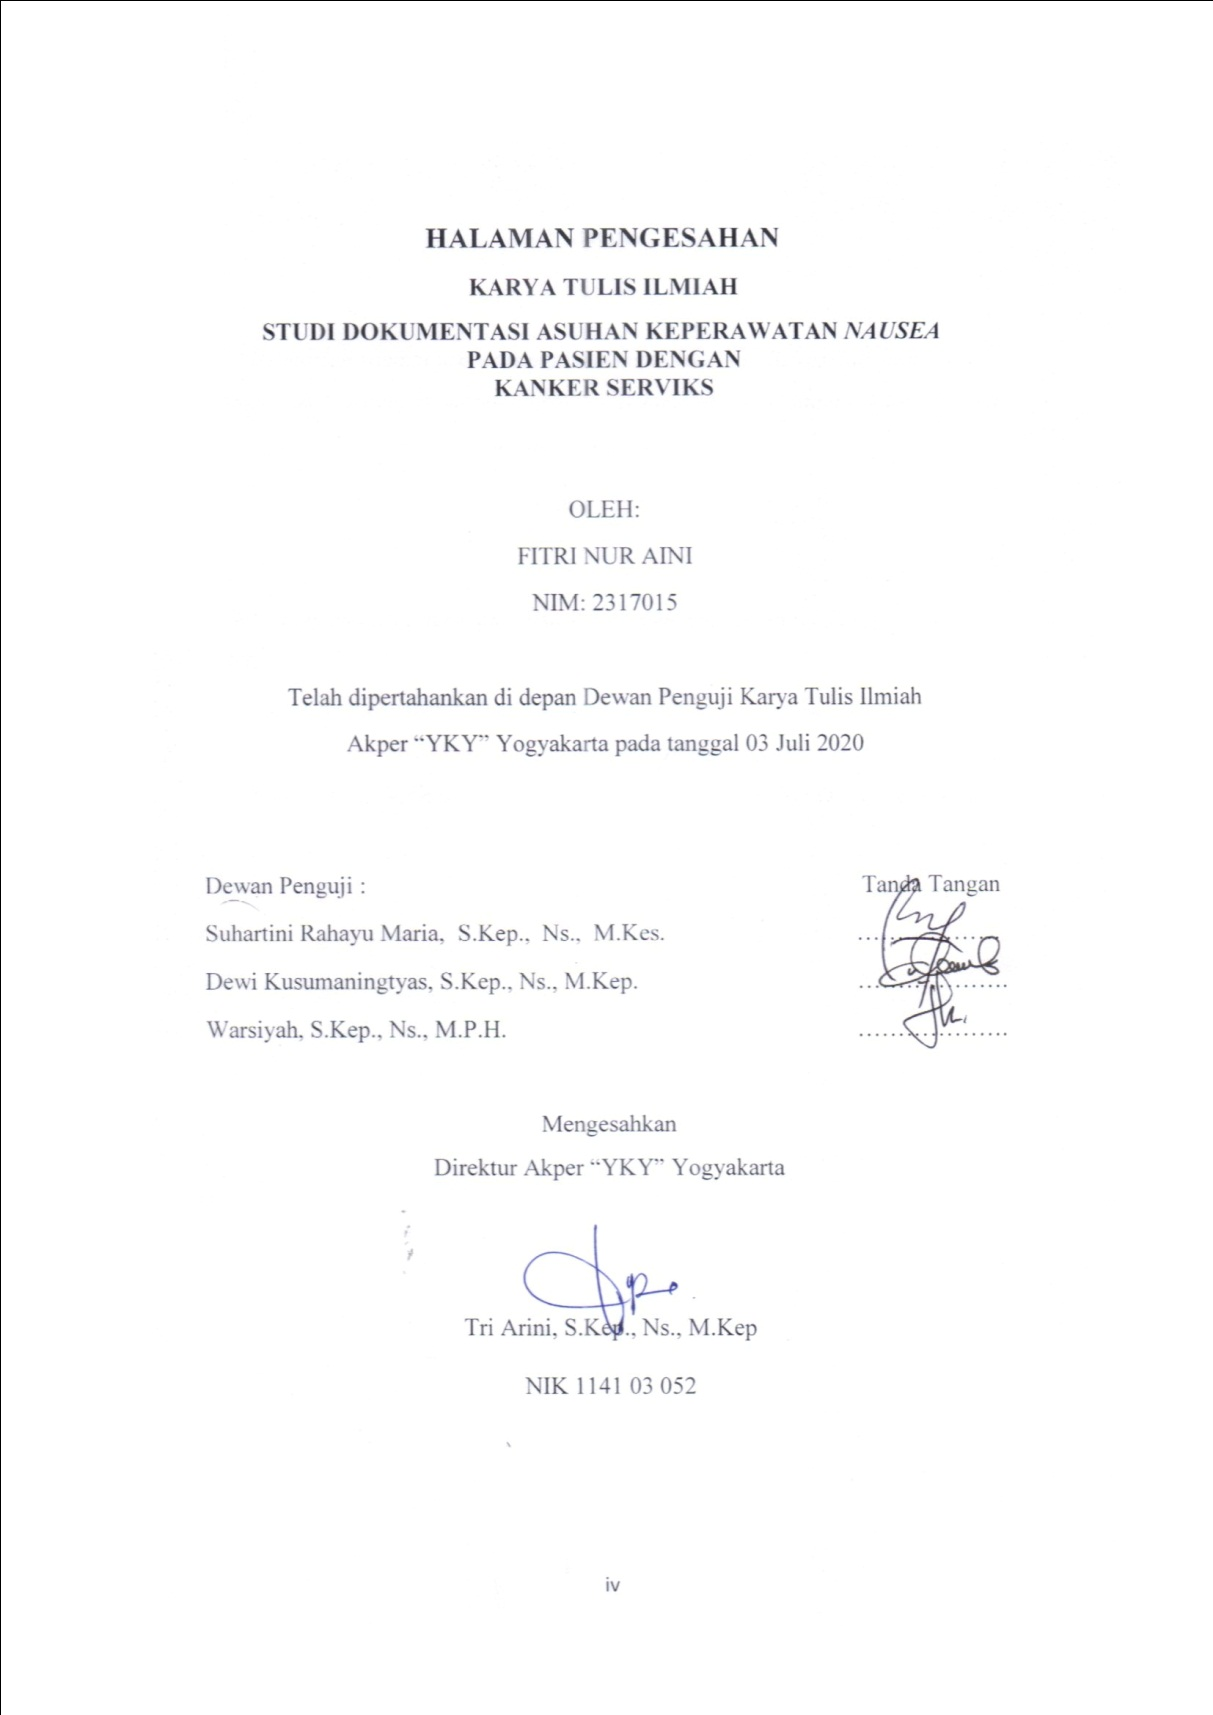 HALAMAN PENGESAHAN
KARYA TULIS ILMIAH
STUDI DOKUMENTASI ASUHAN KEPERAWATAN NAUSEA
PADA PASIEN DENGAN
KANKER SERVIKS
OLEH:
FITRI NUR AINI
NIM: 2317015
Telah dipertahankan di depan Dewan Penguji Karya Tulis Ilmiah
Akper “YKY” Yogyakarta pada tanggal 03 Juli 2020
Dewan Penguji : Tanda Tangan
Suhartini Rahayu Maria, S.Kep., Ns., M.Kes. ....................
Dewi Kusumaningtyas, S.Kep., Ns., M.Kep. ....................
Warsiyah, S.Kep., Ns., M.P.H. ....................
Mengesahkan
Direktur Akper “YKY” Yogyakarta
Tri Arini, S.Kep., Ns., M.Kep
NIK 1141 03 052
iv